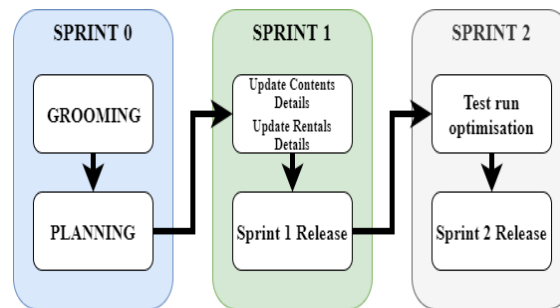 SPRINT 0
GROOMING
PLANNING
SPRINT 1
Update Contents
Details
Update Rentals
Details
Sprint 1 Release
SPRINT 2
Test run
optimisation
Sprint 2 Release